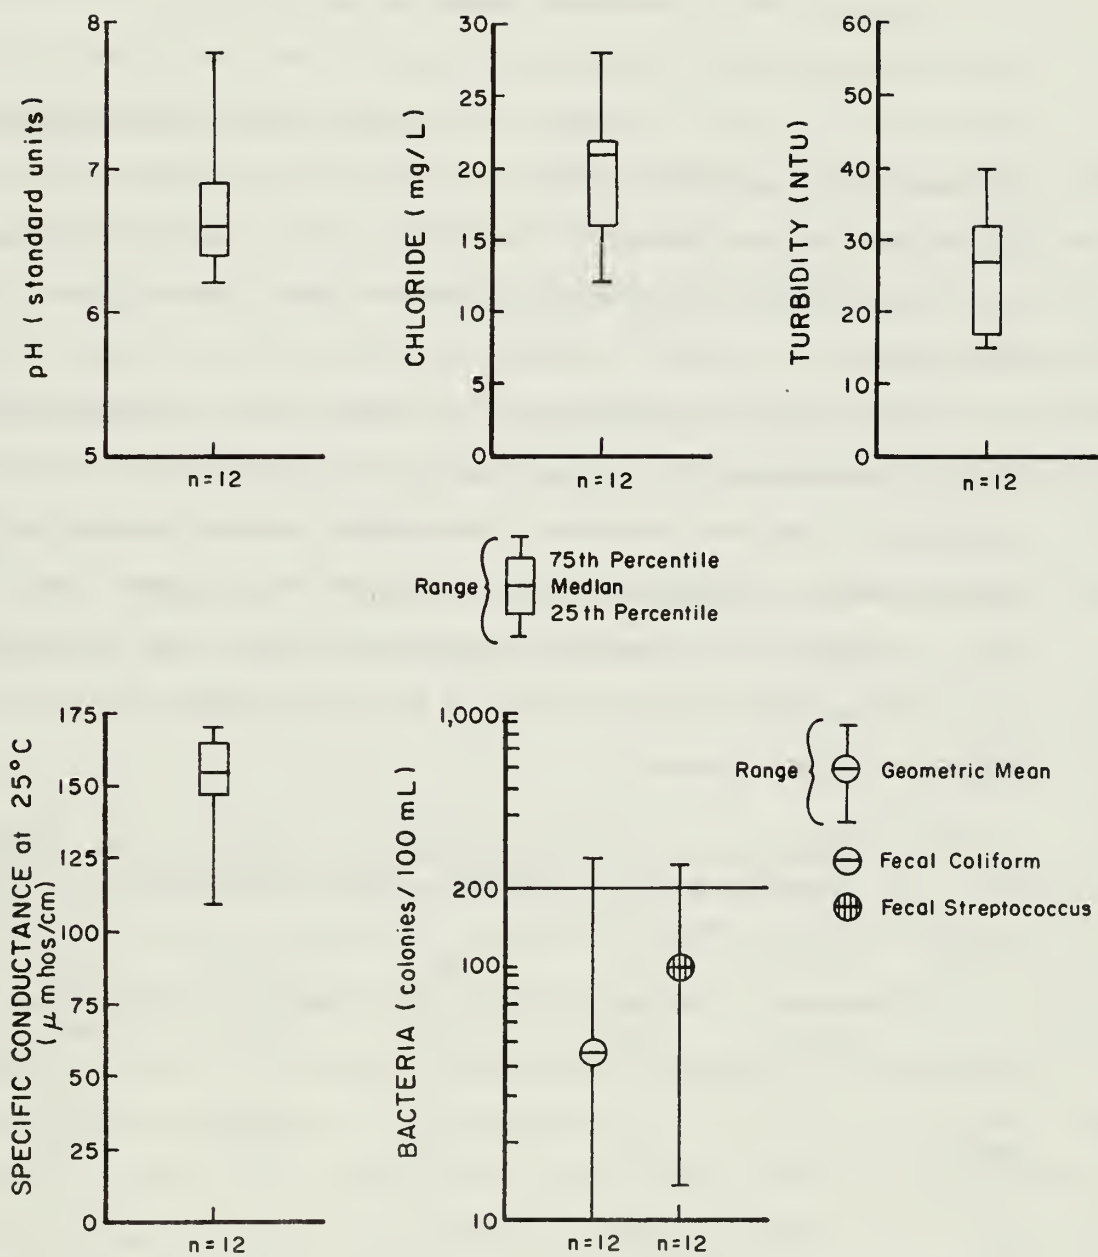 pH (standard units)
8
7
6
5
n=12
CHLORIDE (mg/L)
30
25
20
15
10
5
0
n=12
TURBIDITY (NTU)
60
50
40
30
20
10
0
n=12
Range
75th Percentile
Median
25th Percentile
SPECIFIC CONDUCTANCE at 25°C
(μmhos/cm)
175
150
125
100
75
50
25
0
n=12
BACTERIA (colonies/100 mL)
1,000
200
100
10
n=12 n=12
Range
Geometric Mean
Fecal Coliform
Fecal Streptococcus